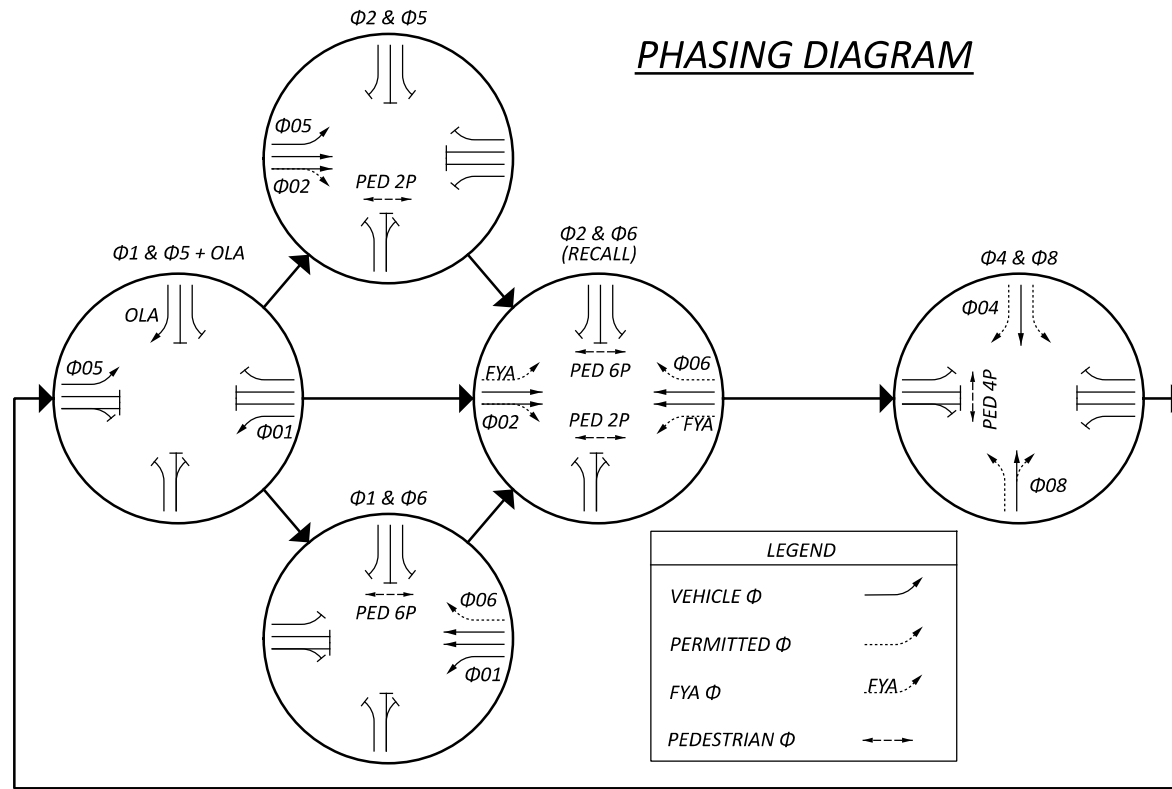 PHASING DIAGRAM
Φ2 & Φ5
Φ05
Φ02
PED 2P
Φ1 & Φ5 + OLA
OLA
Φ05
Φ01
Φ2 & Φ6
(RECALL)
PED 6P
FYA
Φ06
Φ02
PED 2P
FYA
Φ4 & Φ8
Φ04
PED 4P
Φ08
Φ1 & Φ6
PED 6P
Φ06
Φ01
LEGEND
VEHICLE Φ
PERMITTED Φ
FYA Φ
FYA
PEDESTRIAN Φ